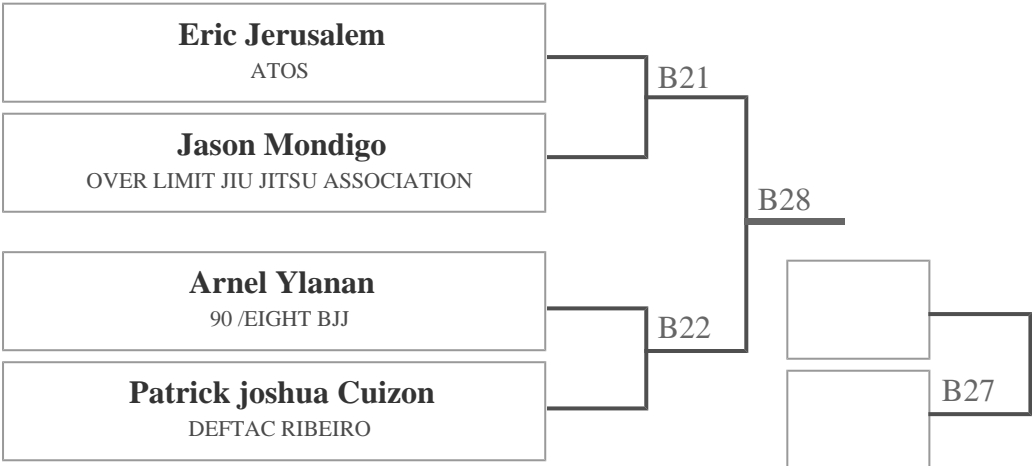 Eric Jerusalem
ATOS
B21
Jason Mondigo
OVER LIMIT JIU JITSU ASSOCIATION
B28
Arnel Ylanan
90 /EIGHT BJJ
B22
Patrick joshua Cuizon
DEFTAC RIBEIRO
B27